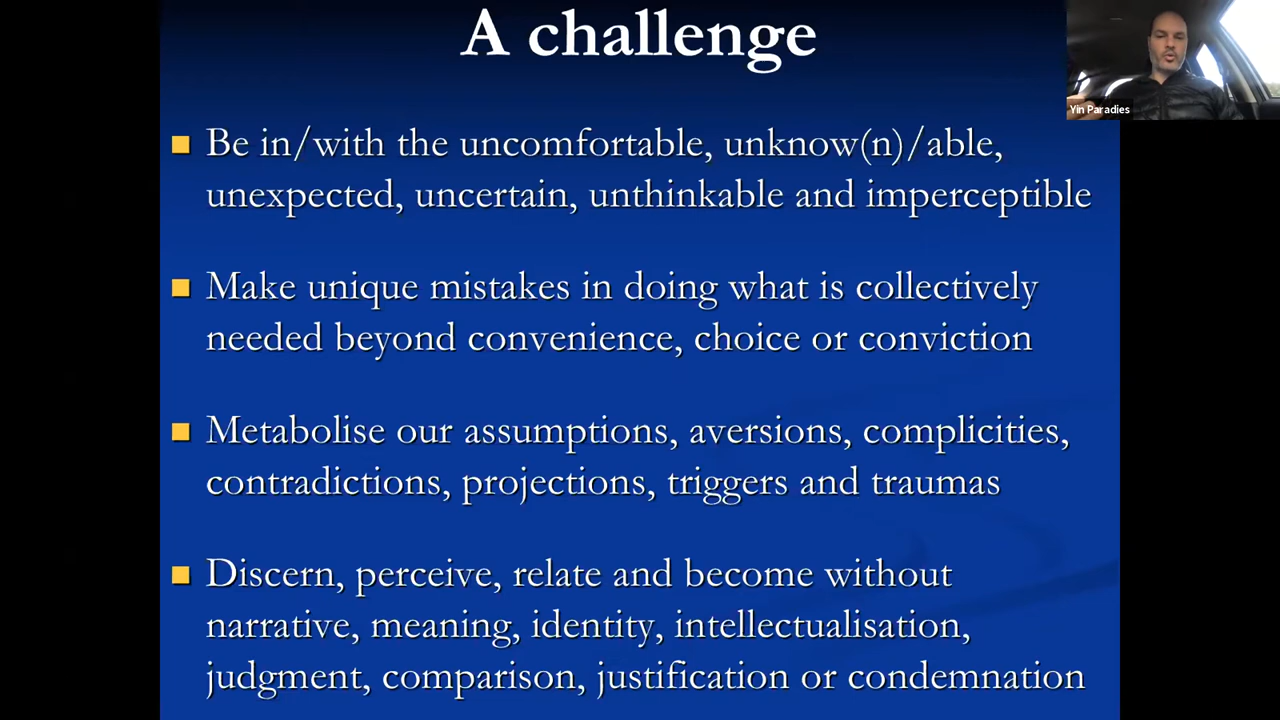 A challenge
Yin Paradies
Be in/with the uncomfortable, unknow(n)/able,
unexpected, uncertain, unthinkable and imperceptible
Make unique mistakes in doing what is collectively
needed beyond convenience, choice or conviction
Metabolise our assumptions, aversions, complicities,
contradictions, projections, triggers and traumas
Discern, perceive, relate and become without
narrative, meaning, identity, intellectualisation,
judgment, comparison, justification or condemnation